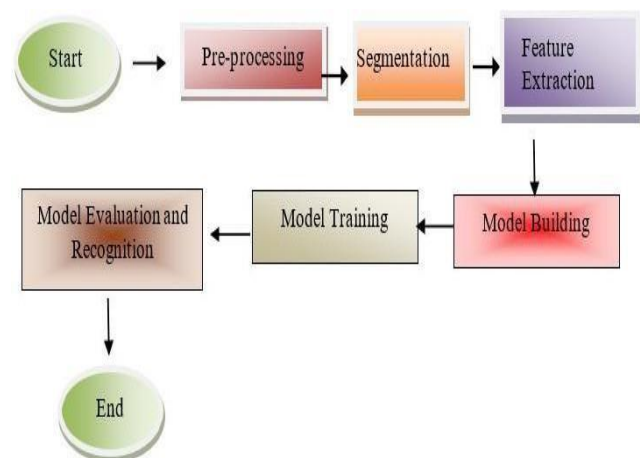 Start
Pre-processing
Segmentation
Feature
Extraction
Model Building
Model Training
Model Evaluation and
Recognition
End